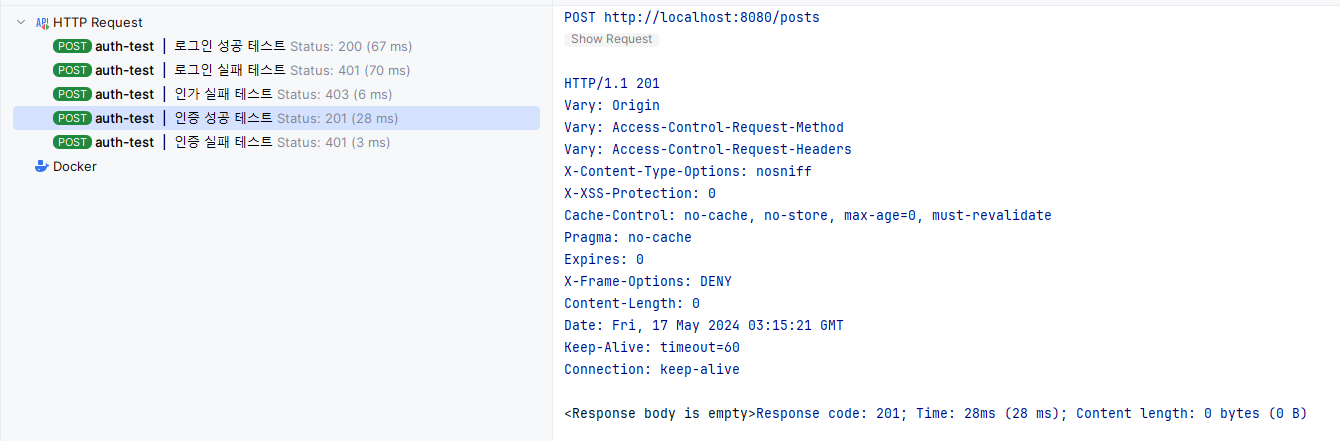 HTTP Request
POST auth-test | 로그인 성공 테스트 Status: 200 (67 ms)
POST auth-test | 로그인 실패 테스트 Status: 401 (70 ms)
POST auth-test | 인가 실패 테스트 Status: 403 (6 ms)
POST auth-test | 인증 성공 테스트 Status: 201 (28 ms)
POST auth-test | 인증 실패 테스트 Status: 401 (3 ms)
Docker
POST http://localhost:8080/posts
Show Request
HTTP/1.1 201
Vary: Origin
Vary: Access-Control-Request-Method
Vary: Access-Control-Request-Headers
X-Content-Type-Options: nosniff
X-XSS-Protection: 0
Cache-Control: no-cache, no-store, max-age=0, must-revalidate
Pragma: no-cache
Expires: 0
X-Frame-Options: DENY
Content-Length: 0
Date: Fri, 17 May 2024 03:15:21 GMT
Keep-Alive: timeout=60
Connection: keep-alive
<Response body is empty>Response code: 201; Time: 28ms (28 ms); Content length: 0 bytes (0 B)